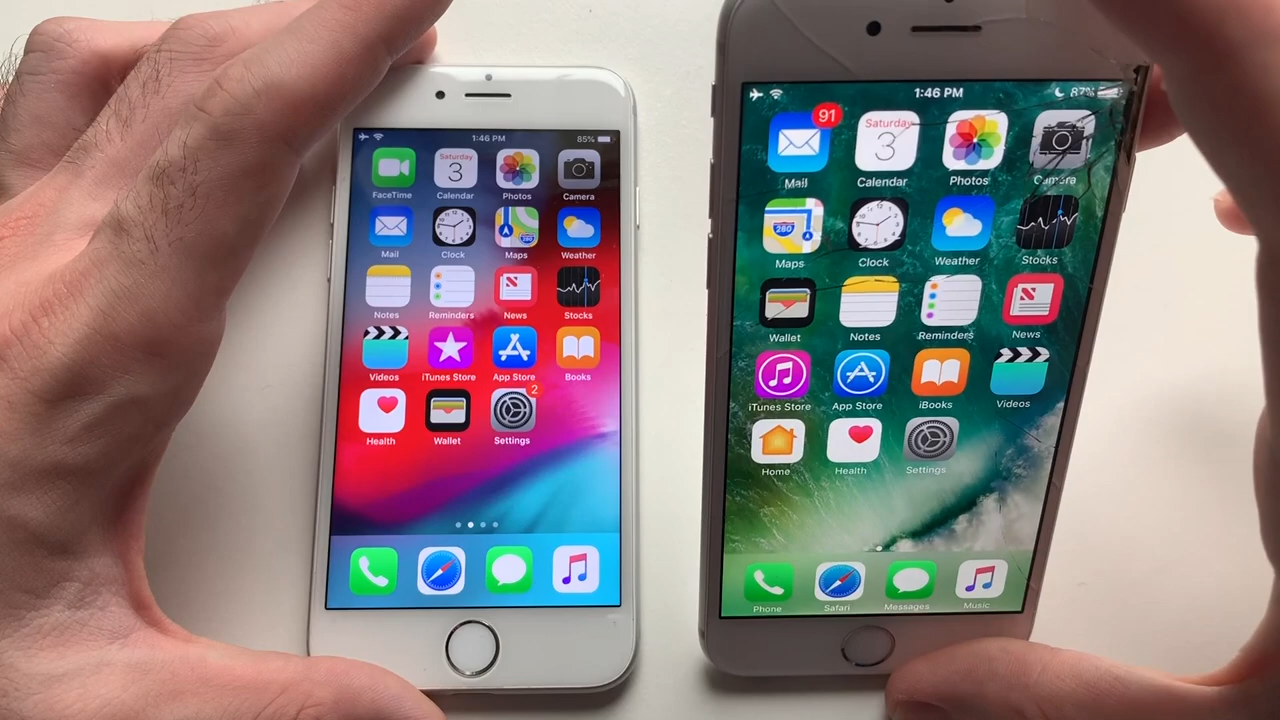 1:46 PM
85%
Saturday
3
FaceTime
Calendar
Photos
Camera
280
Mail
Clock
Maps
Weather
Notes
Reminders
News
Stocks
Videos
iTunes Store
App Store
Books
2
Health
Wallet
Settings
1:46 PM
87%
91
Saturday
3
Mail
Calendar
Photos
Camera
280
Maps
Clock
Weather
Stocks
Wallet
Notes
Reminders
News
iTunes Store
App Store
iBooks
Videos
Home
Health
Settings
Phone
Safari
Messages
Music